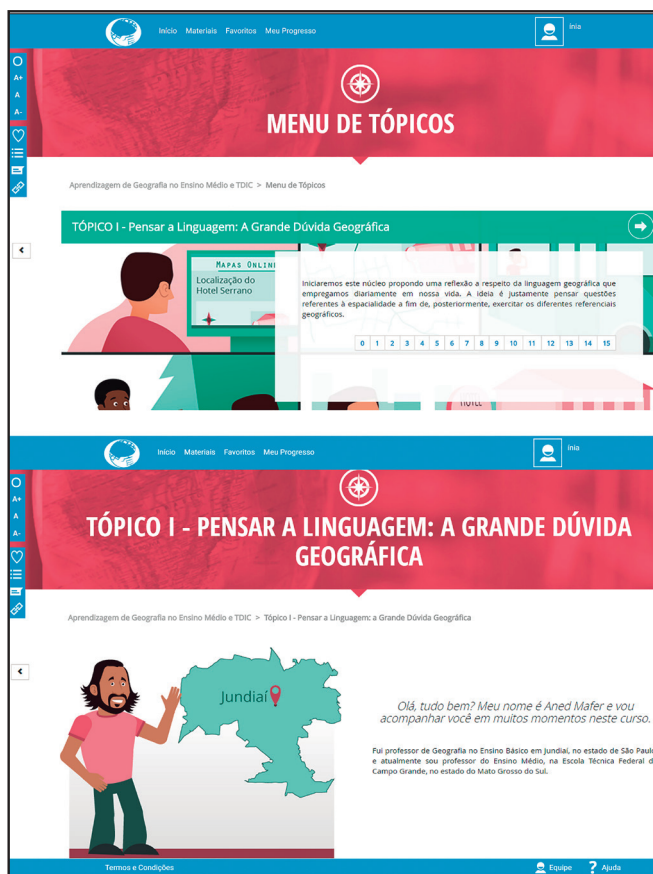 Início Materiais Favoritos Meu Progresso
ínia
A+
A
A-
MENU DE TÓPICOS
Aprendizagem de Geografia no Ensino Médio e TDIC > Menu de Tópicos
TÓPICO I - Pensar a Linguagem: A Grande Dúvida Geográfica
MAPAS ONLINE
Localização do
Hotel Serrano
Iniciaremos este núcleo propondo uma reflexão a respeito da linguagem geográfica que
empregamos diariamente em nossa vida. A ideia é justamente pensar questões
referentes à espacialidade a fim de, posteriormente, exercitar os diferentes referenciais
geográficos.
0 1 2 3 4 5 6 7 8 9 10 11 12 13 14 15
HOTEL
Início Materiais Favoritos Meu Progresso
ínia
A+
A
A-
TÓPICO I - PENSAR A LINGUAGEM: A GRANDE DÚVIDA
GEOGRÁFICA
Aprendizagem de Geografia no Ensino Médio e TDIC > Tópico I - Pensar a Linguagem: a Grande Dúvida Geográfica
Jundiaí
Olá, tudo bem? Meu nome é Aned Mafer e vou
acompanhar você em muitos momentos neste curso.
Fui professor de Geografia no Ensino Básico em Jundiaí, no estado de São Paulo
e atualmente sou professor do Ensino Médio, na Escola Técnica Federal d
Campo Grande, no estado do Mato Grosso do Sul.
Termos e Condições
Equipe ? Ajuda